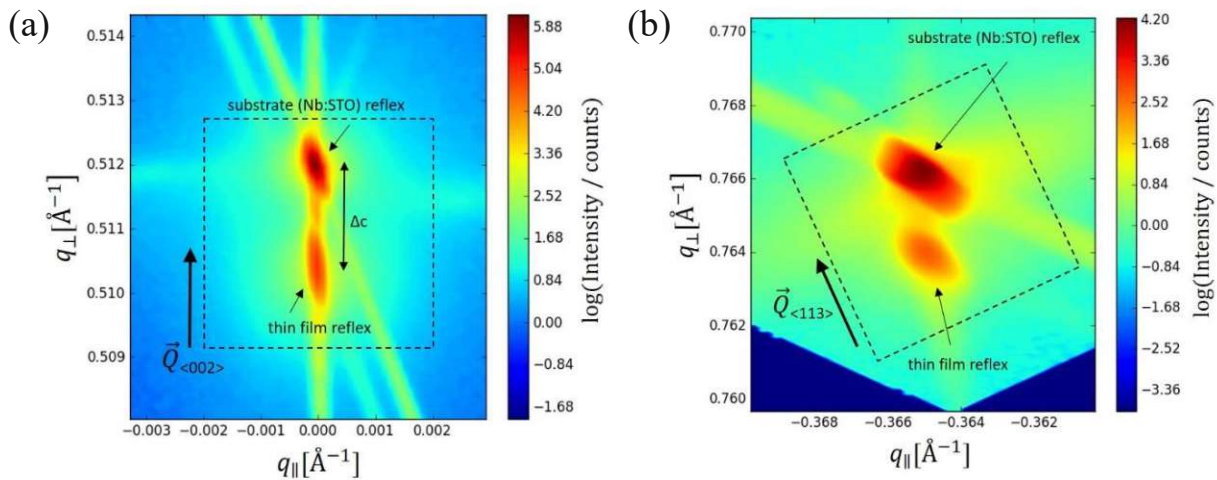 (a)
0.514
0.513
0.512
0.511
0.510
0.509
q⊥[Å⁻¹]
substrate (Nb:STO) reflex
Δc
thin film reflex
Q⃗<002>
−0.003 −0.002 −0.001 0.000 0.001 0.002
q∥[Å⁻¹]
5.88
5.04
4.20
3.36
2.52
1.68
0.84
0.00
−0.84
−1.68
log(Intensity / counts)
(b)
0.770
0.768
0.766
0.764
0.762
0.760
q⊥[Å⁻¹]
substrate (Nb:STO) reflex
Q⃗<113>
thin film reflex
−0.368 −0.366 −0.364 −0.362
q∥[Å⁻¹]
4.20
3.36
2.52
1.68
0.84
0.00
−0.84
−1.68
−2.52
−3.36
log(Intensity / counts)